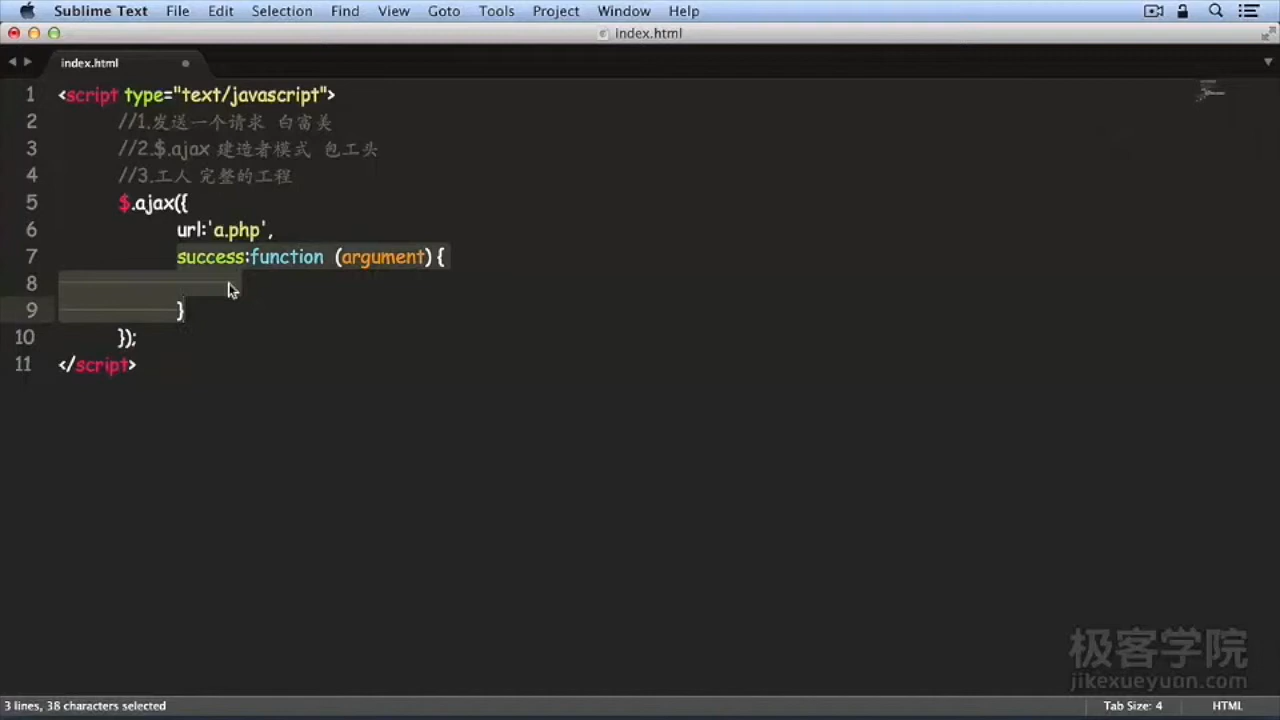 Sublime Text File Edit Selection Find View Goto Tools Project Window Help
index.html
index.html
1 <script type="text/javascript">
2 //1.发送一个请求 白富美
3 //2.$.ajax 建造者模式 包工头
4 //3.工人 完整的工程
5 $.ajax({
6 url:'a.php',
7 success:function (argument) {
8
9 }
10 });
11 </script>
极客学院
jikexueyuan.com
3 lines, 38 characters selected Tab Size: 4 HTML